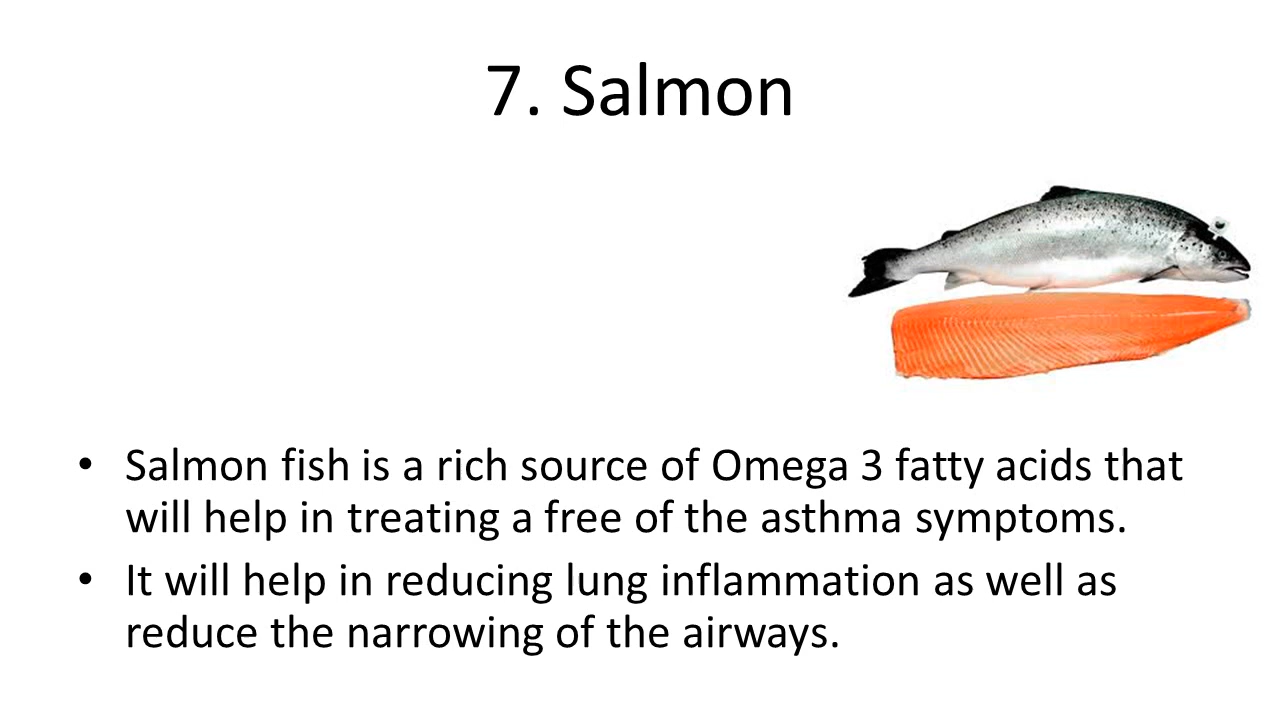 7. Salmon
• Salmon fish is a rich source of Omega 3 fatty acids that
will help in treating a free of the asthma symptoms.
• It will help in reducing lung inflammation as well as
reduce the narrowing of the airways.